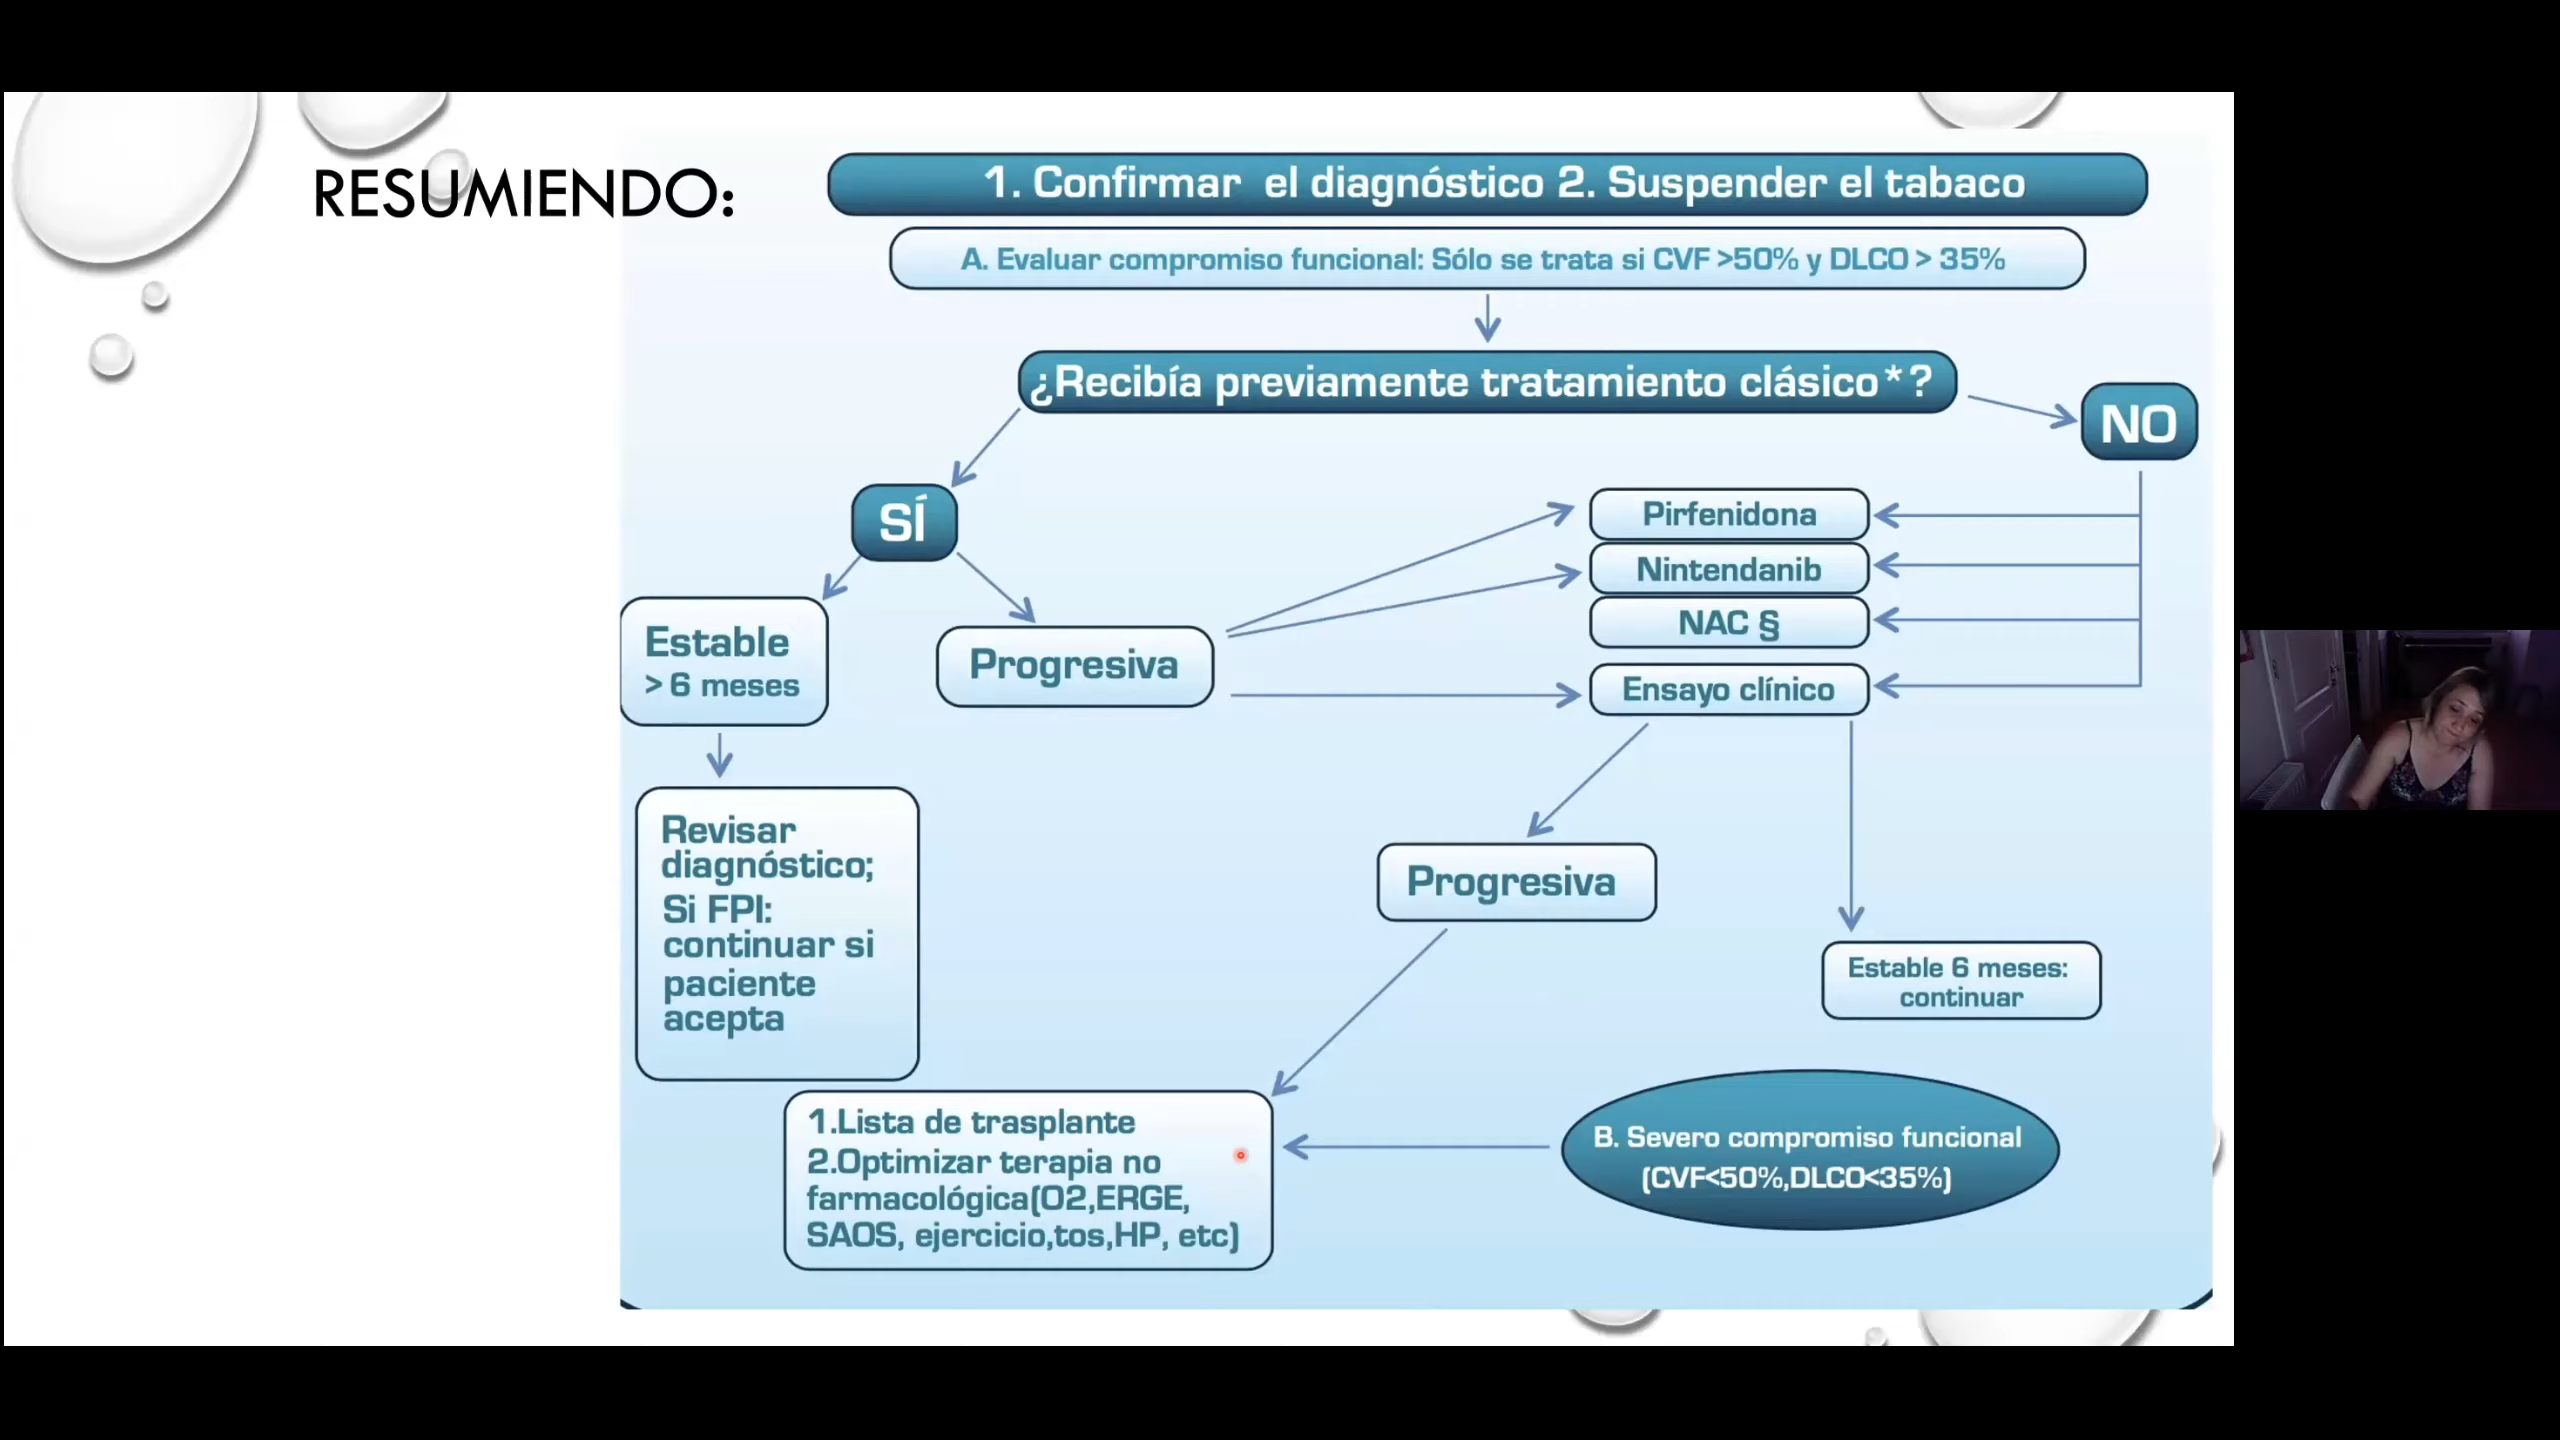 RESUMIENDO:
1. Confirmar el diagnóstico 2. Suspender el tabaco
A. Evaluar compromiso funcional: Sólo se trata si CVF >50% y DLCO > 35%
¿Recibía previamente tratamiento clásico*?
NO
SÍ
Pirfenidona
Nintendanib
NAC §
Ensayo clínico
Estable
> 6 meses
Progresiva
Revisar
diagnóstico;
Si FPI:
continuar si
paciente
acepta
Progresiva
Estable 6 meses:
continuar
1.Lista de trasplante
2.Optimizar terapia no
farmacológica(O2,ERGE,
SAOS, ejercicio,tos,HP, etc)
B. Severo compromiso funcional
(CVF<50%,DLCO<35%)